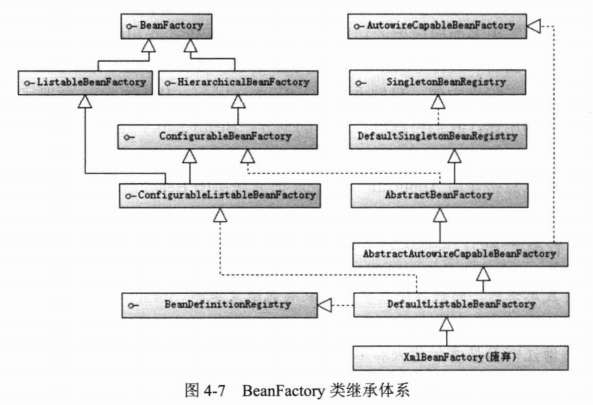 BeanFactory
AutowireCapableBeanFactory
ListableBeanFactory
HierarchicalBeanFactory
SingletonBeanRegistry
ConfigurableBeanFactory
DefaultSingletonBeanRegistry
ConfigurableListableBeanFactory
AbstractBeanFactory
AbstractAutowireCapableBeanFactory
BeanDefinitionRegistry
DefaultListableBeanFactory
XmlBeanFactory(废弃)
图 4-7 BeanFactory 类继承体系